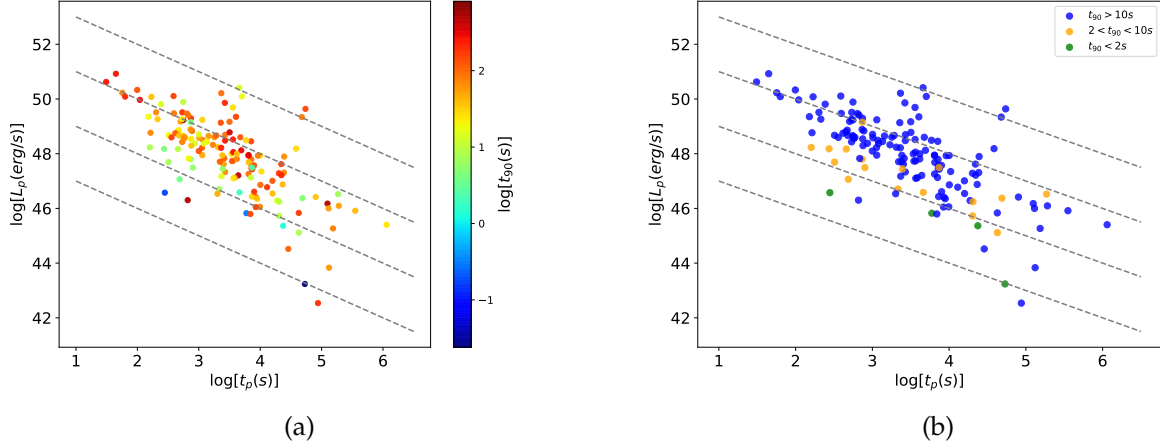 52
50
48
46
44
42
log[L_p(erg/s)]
1 2 3 4 5 6
log[t_p(s)]
2
1
0
−1
log[t_90(s)]
(a)
52
50
48
46
44
42
log[L_p(erg/s)]
1 2 3 4 5 6
log[t_p(s)]
t_90 > 10s
2 < t_90 < 10s
t_90 < 2s
(b)